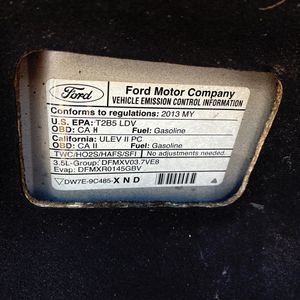 Ford
Ford Motor Company
VEHICLE EMISSION CONTROL INFORMATION
Conforms to regulations: 2013 MY
U.S. EPA: T2B5 LDV
OBD: CA II Fuel: Gasoline
California: ULEV II PC
OBD: CA II Fuel: Gasoline
TWC/HO2S/HAFS/SFI No adjustments needed.
3.5L-Group: DFMXV03.7VE8
Evap: DFMXR0145GBV
DW7E-9C485-XND